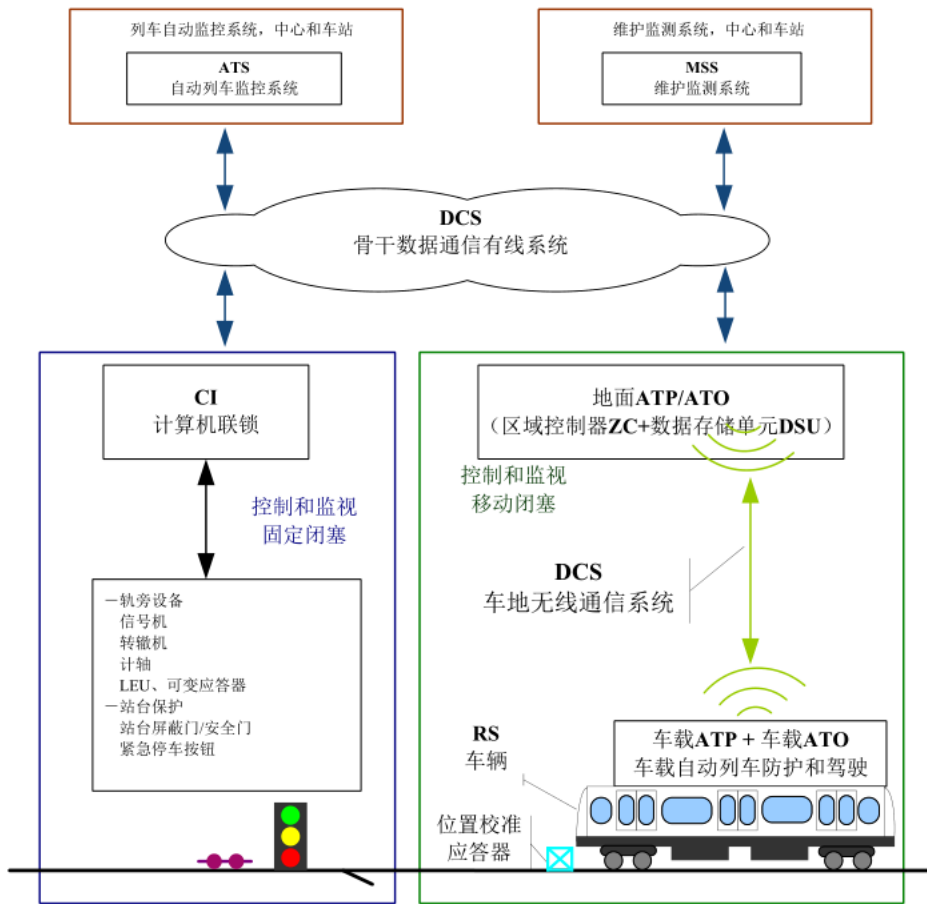 列车自动监控系统，中心和车站
ATS
自动列车监控系统
维护监测系统，中心和车站
MSS
维护监测系统
DCS
骨干数据通信有线系统
CI
计算机联锁
控制和监视
固定闭塞
－轨旁设备
信号机
转辙机
计轴
LEU、可变应答器
－站台保护
站台屏蔽门/安全门
紧急停车按钮
地面ATP/ATO
（区域控制器ZC+数据存储单元DSU）
控制和监视
移动闭塞
DCS
车地无线通信系统
RS
车辆
车载ATP + 车载ATO
车载自动列车防护和驾驶
位置校准
应答器